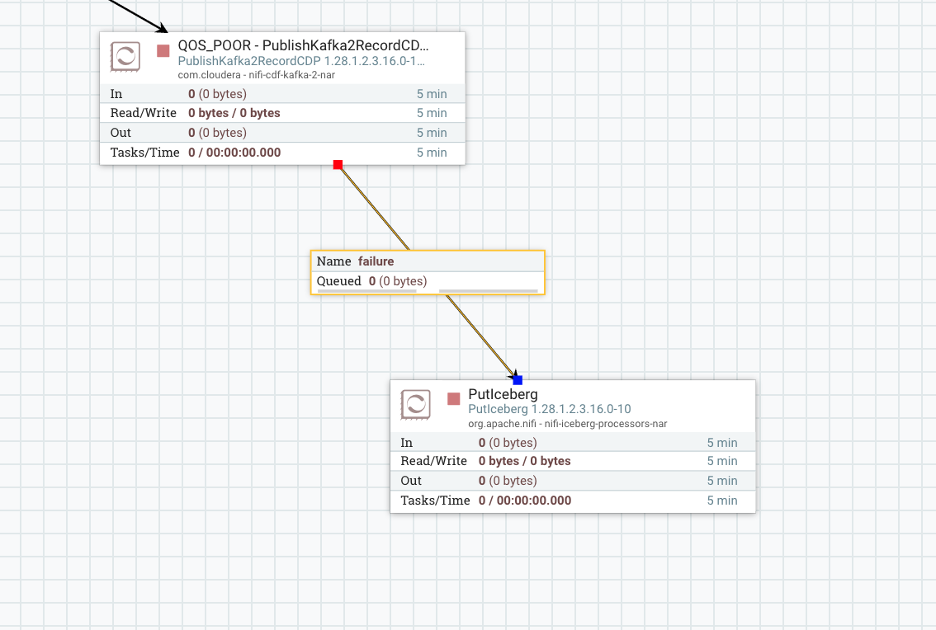 QOS_POOR - PublishKafka2RecordCD...
PublishKafka2RecordCDP 1.28.1.2.3.16.0-1...
com.cloudera - nifi-cdf-kafka-2-nar
In 0 (0 bytes) 5 min
Read/Write 0 bytes / 0 bytes 5 min
Out 0 (0 bytes) 5 min
Tasks/Time 0 / 00:00:00.000 5 min
Name failure
Queued 0 (0 bytes)
PutIceberg
PutIceberg 1.28.1.2.3.16.0-10
org.apache.nifi - nifi-iceberg-processors-nar
In 0 (0 bytes) 5 min
Read/Write 0 bytes / 0 bytes 5 min
Out 0 (0 bytes) 5 min
Tasks/Time 0 / 00:00:00.000 5 min